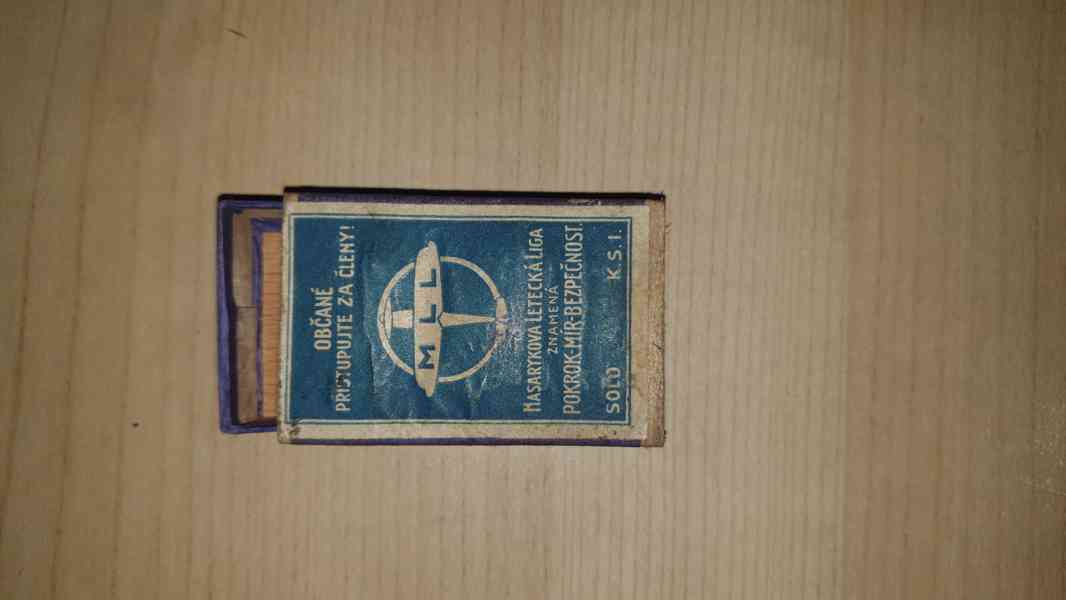 OBČANÉ
PŘISTUPUJTE ZA ČLENY!
MLL
MASARYKOVA LETECKÁ LIGA
ZNAMENÁ
POKROK-MÍR-BEZPEČNOST.
SOLO K.S.I.